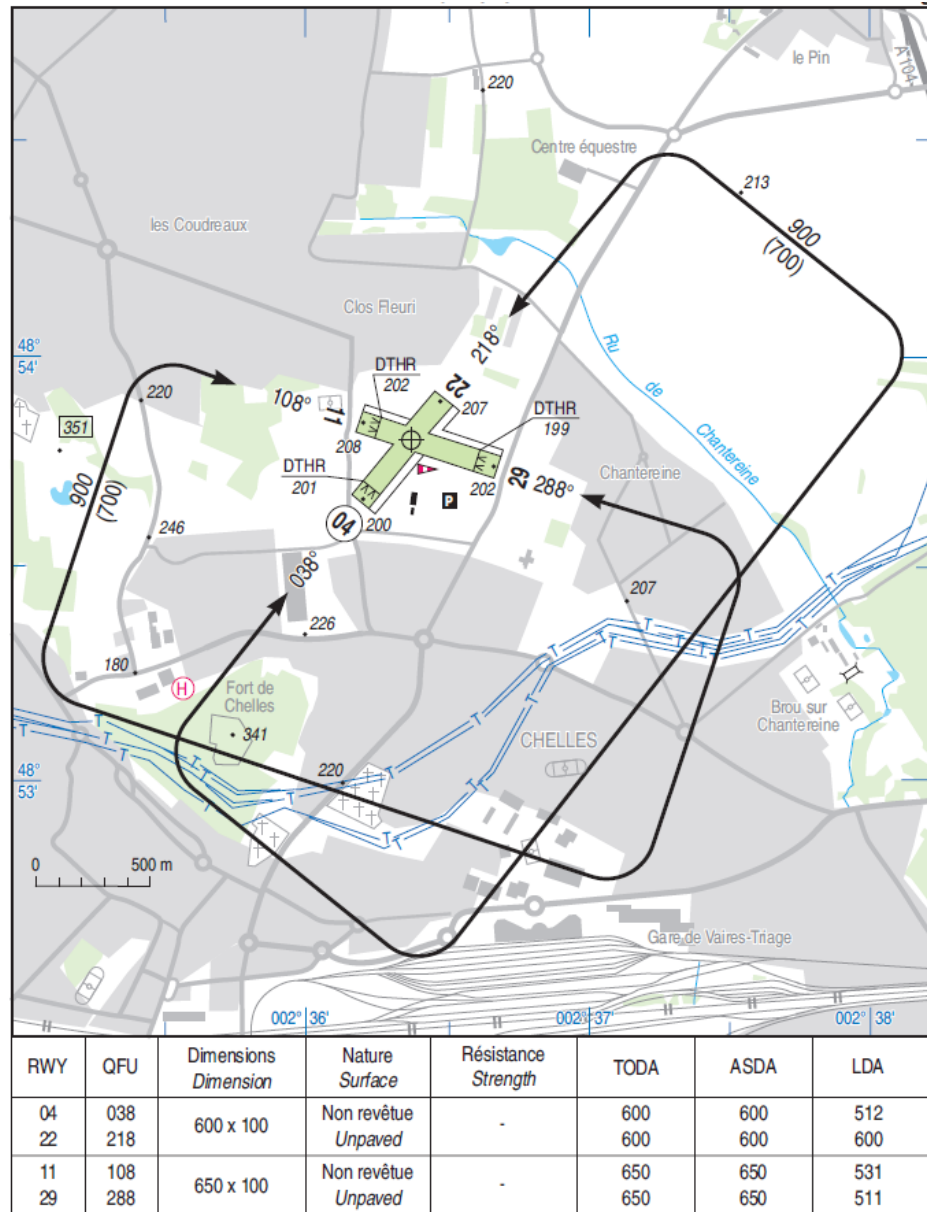 le Pin
A 104
220
Centre équestre
213
900
(700)
les Coudreaux
Clos Fleuri
218°
48°
54'
Ru
de
Chantereine
DTHR
202
22
207
108°
11
220
351
DTHR
199
208
DTHR
201
29
288°
Chantereine
202
P
900
(700)
04
200
246
038°
207
226
180
H
Fort de
Chelles
341
Brou sur
Chantereine
CHELLES
48°
53'
220
T
0 500 m
Gare de Vaires-Triage
002° 36' 002° 37' 002° 38'
RWY QFU Dimensions Nature Résistance TODA ASDA LDA
Dimension Surface Strength
04 038 600 x 100 Non revêtue - 600 600 512
22 218 Unpaved 600 600 600
11 108 650 x 100 Non revêtue - 650 650 531
29 288 Unpaved 650 650 511